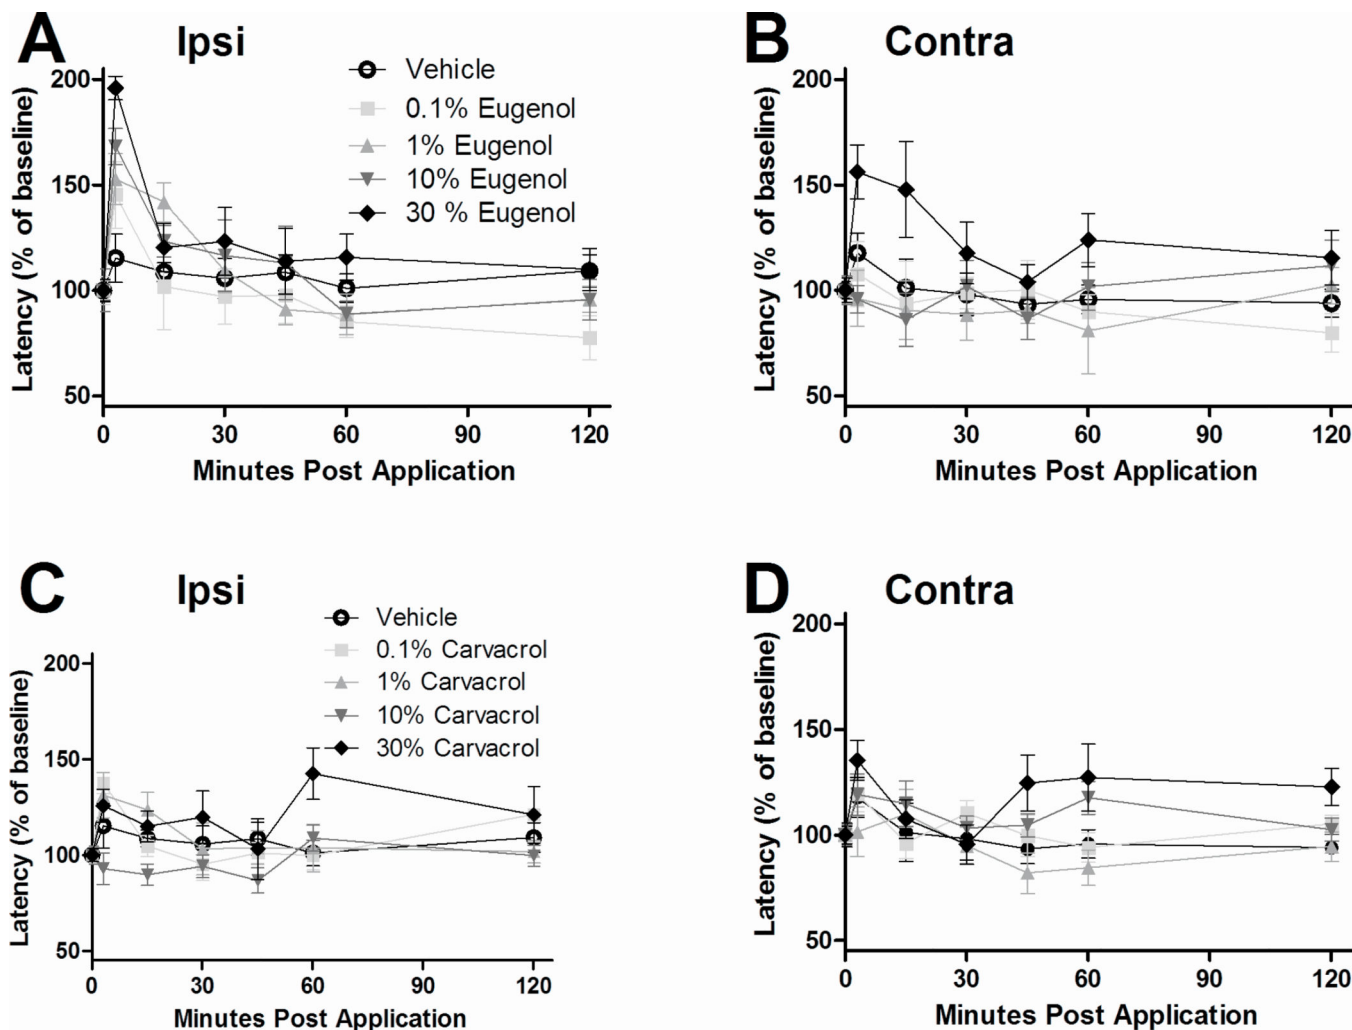 A
Ipsi
Latency (% of baseline)
200
150
100
50
0
30
60
90
120
Minutes Post Application
Vehicle
0.1% Eugenol
1% Eugenol
10% Eugenol
30 % Eugenol
B
Contra
Latency (% of baseline)
200
150
100
50
0
30
60
90
120
Minutes Post Application
C
Ipsi
Latency (% of baseline)
200
150
100
50
0
30
60
90
120
Minutes Post Application
Vehicle
0.1% Carvacrol
1% Carvacrol
10% Carvacrol
30% Carvacrol
D
Contra
Latency (% of baseline)
200
150
100
50
0
30
60
90
120
Minutes Post Application